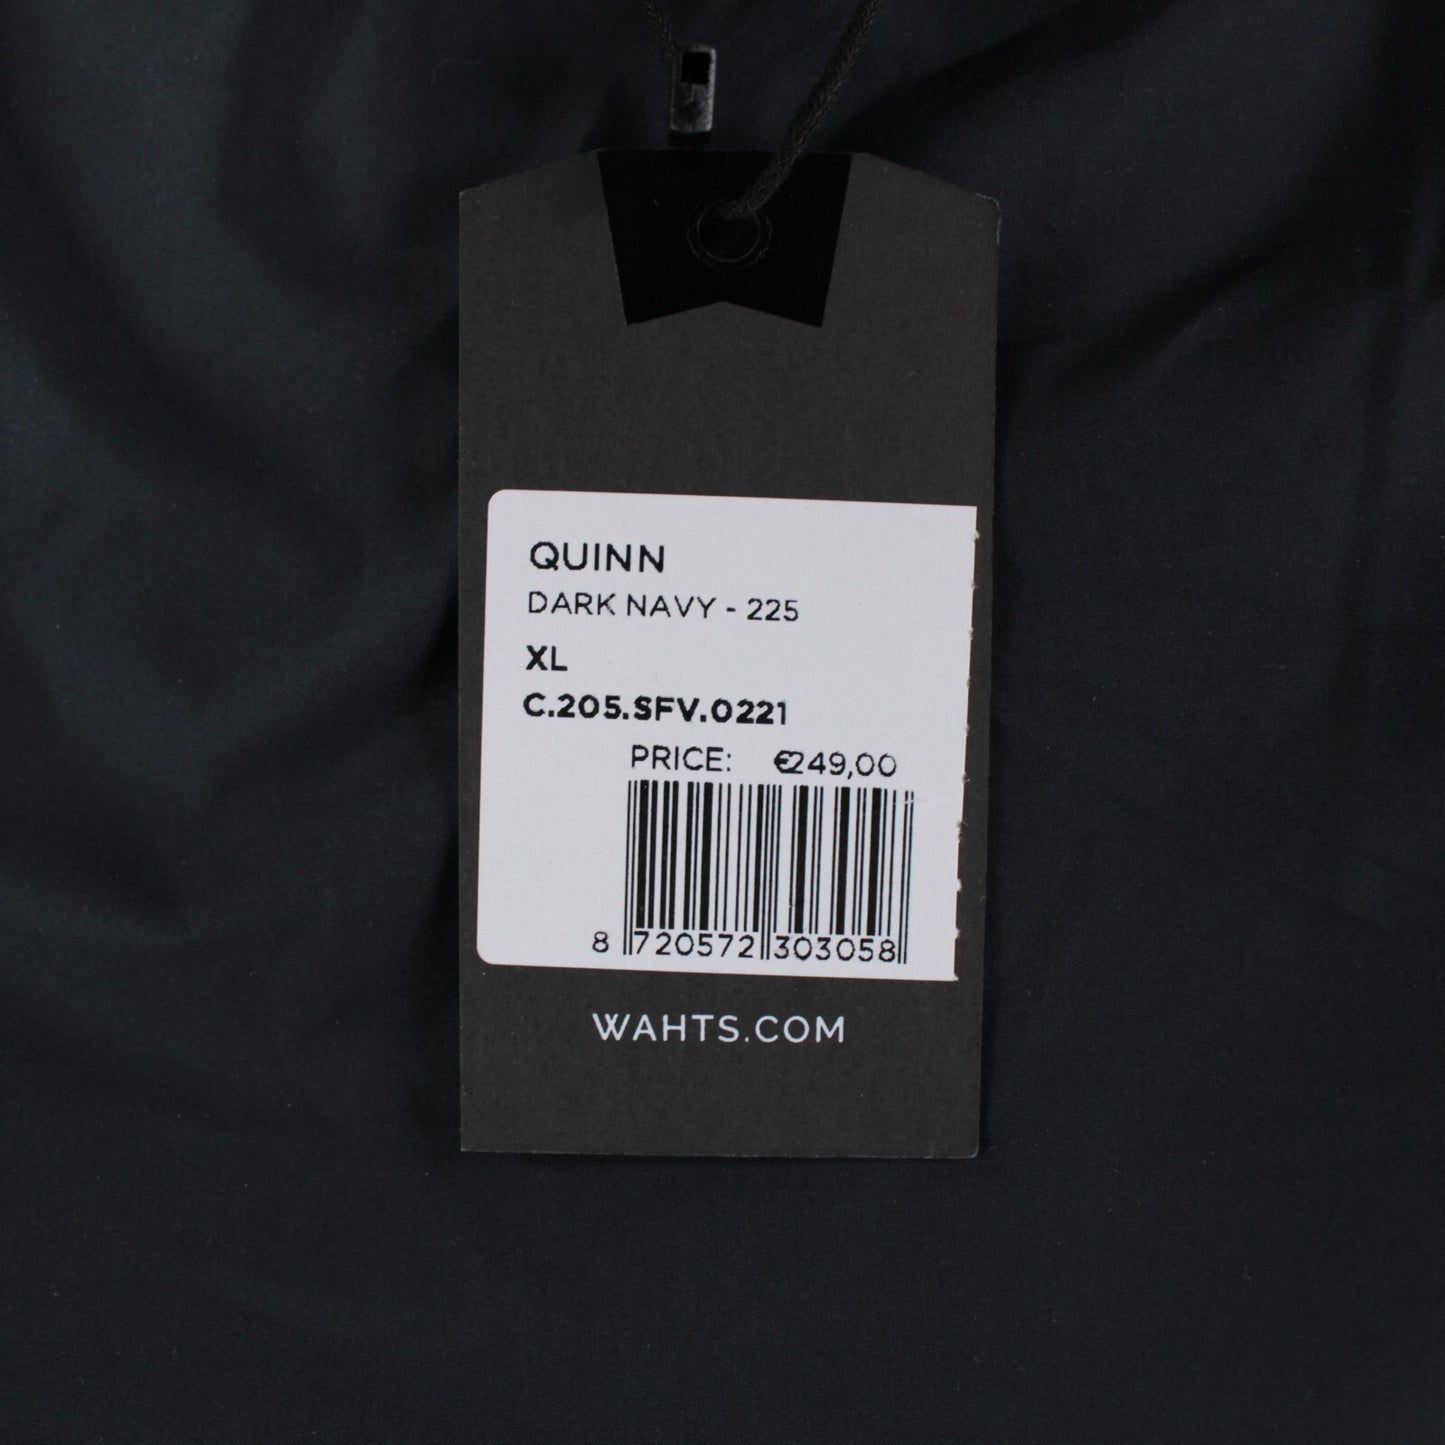 QUINN
DARK NAVY - 225
XL
C.205.SFV.0221
PRICE: €249,00
8 720572 303058
WAHTS.COM